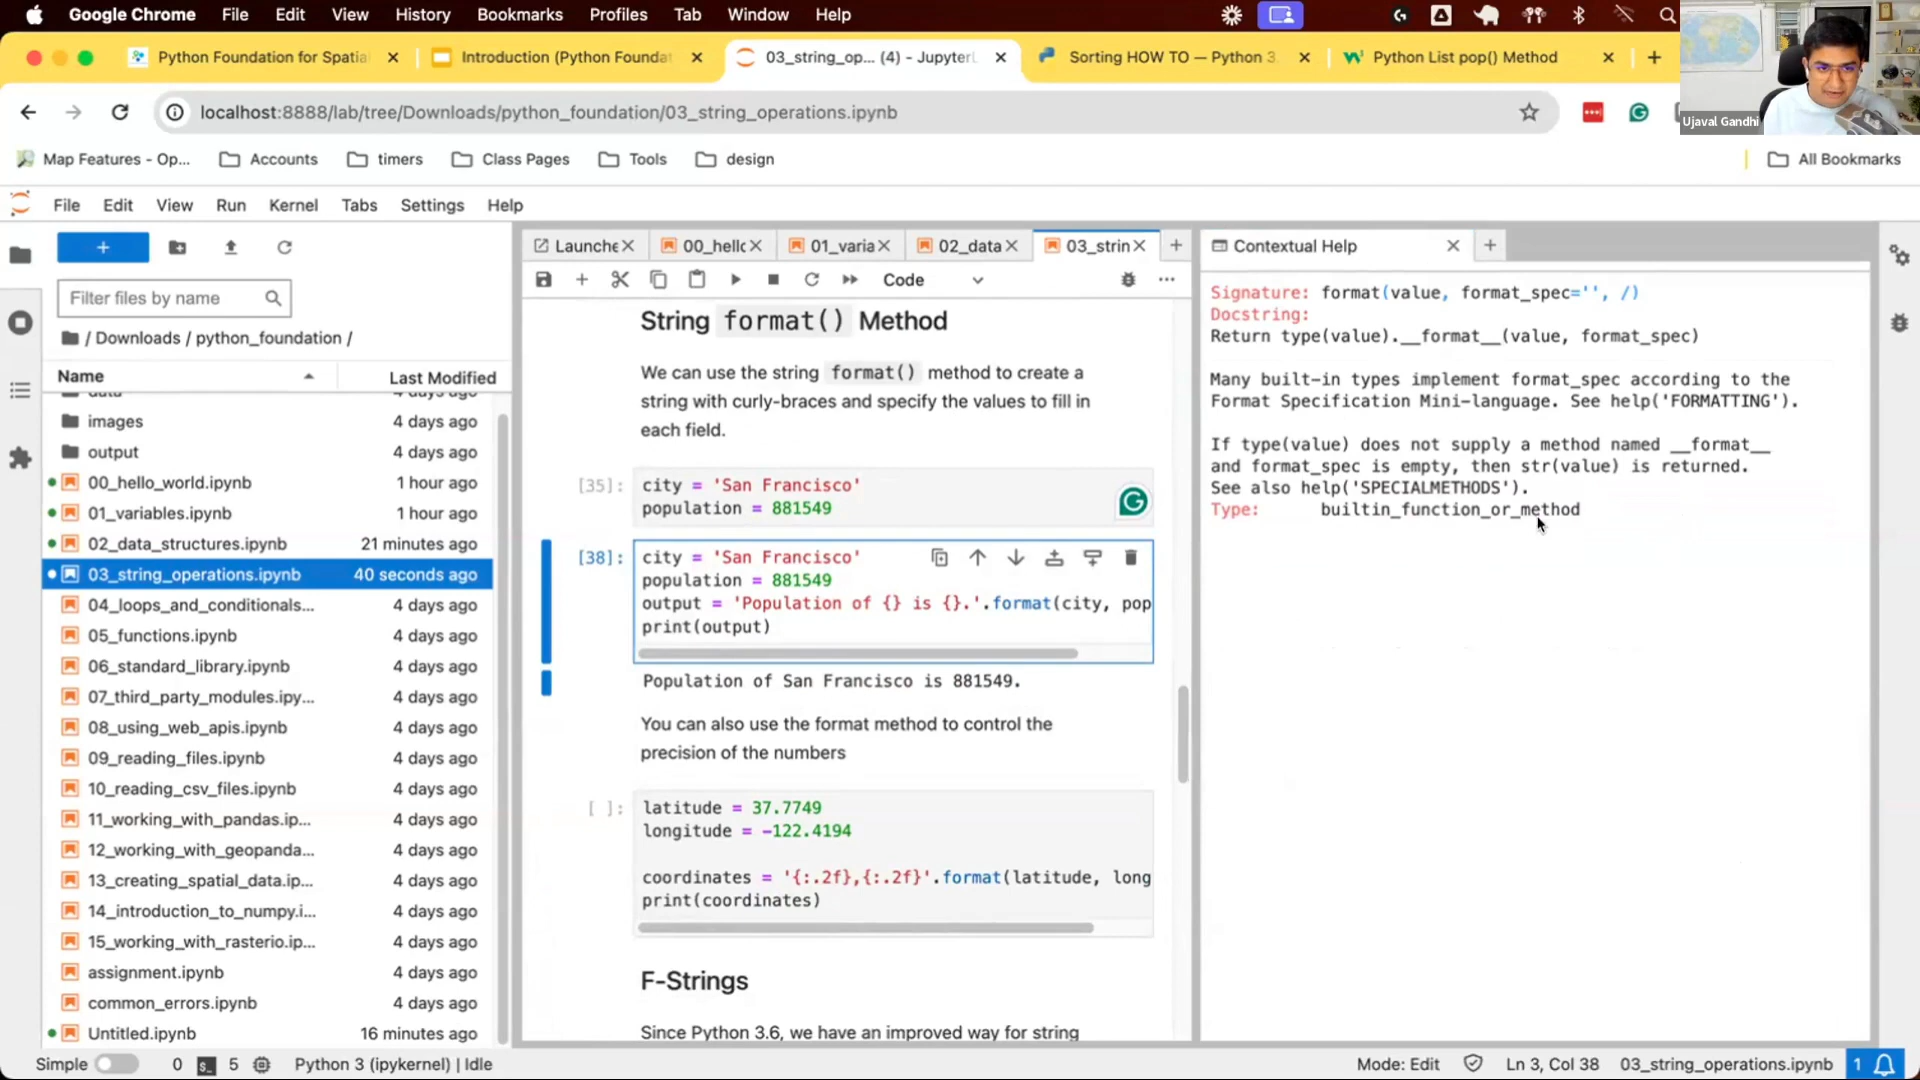 Google Chrome File Edit View History Bookmarks Profiles Tab Window Help
Python Foundation for Spatia
Introduction (Python Founda
03_string_op... (4) - JupyterL
Sorting HOW TO — Python 3.
Python List pop() Method
localhost:8888/lab/tree/Downloads/python_foundation/03_string_operations.ipynb
Ujaval Gandhi
Map Features - Op...
Accounts
timers
Class Pages
Tools
design
All Bookmarks
File Edit View Run Kernel Tabs Settings Help
Filter files by name
/ Downloads / python_foundation /
Name Last Modified
data 4 days ago
images 4 days ago
output 4 days ago
00_hello_world.ipynb 1 hour ago
01_variables.ipynb 1 hour ago
02_data_structures.ipynb 21 minutes ago
03_string_operations.ipynb 40 seconds ago
04_loops_and_conditionals... 4 days ago
05_functions.ipynb 4 days ago
06_standard_library.ipynb 4 days ago
07_third_party_modules.ipy... 4 days ago
08_using_web_apis.ipynb 4 days ago
09_reading_files.ipynb 4 days ago
10_reading_csv_files.ipynb 4 days ago
11_working_with_pandas.ip... 4 days ago
12_working_with_geopanda... 4 days ago
13_creating_spatial_data.ip... 4 days ago
14_introduction_to_numpy.i... 4 days ago
15_working_with_rasterio.ip... 4 days ago
assignment.ipynb 4 days ago
common_errors.ipynb 4 days ago
Untitled.ipynb 16 minutes ago
Launche
00_hellc
01_varia
02_data
03_strin
Code
String format() Method
We can use the string format() method to create a
string with curly-braces and specify the values to fill in
each field.
[35]: city = 'San Francisco'
population = 881549
[38]: city = 'San Francisco'
population = 881549
output = 'Population of {} is {}.'.format(city, pop
print(output)
Population of San Francisco is 881549.
You can also use the format method to control the
precision of the numbers
[ ]: latitude = 37.7749
longitude = -122.4194
coordinates = '{:.2f},{:.2f}'.format(latitude, long
print(coordinates)
F-Strings
Since Python 3.6, we have an improved way for string
Contextual Help
Signature: format(value, format_spec='', /)
Docstring:
Return type(value).__format__(value, format_spec)
Many built-in types implement format_spec according to the
Format Specification Mini-language. See help('FORMATTING').
If type(value) does not supply a method named __format__
and format_spec is empty, then str(value) is returned.
See also help('SPECIALMETHODS').
Type: builtin_function_or_method
Simple 0 5 Python 3 (ipykernel) | Idle
Mode: Edit Ln 3, Col 38 03_string_operations.ipynb 1